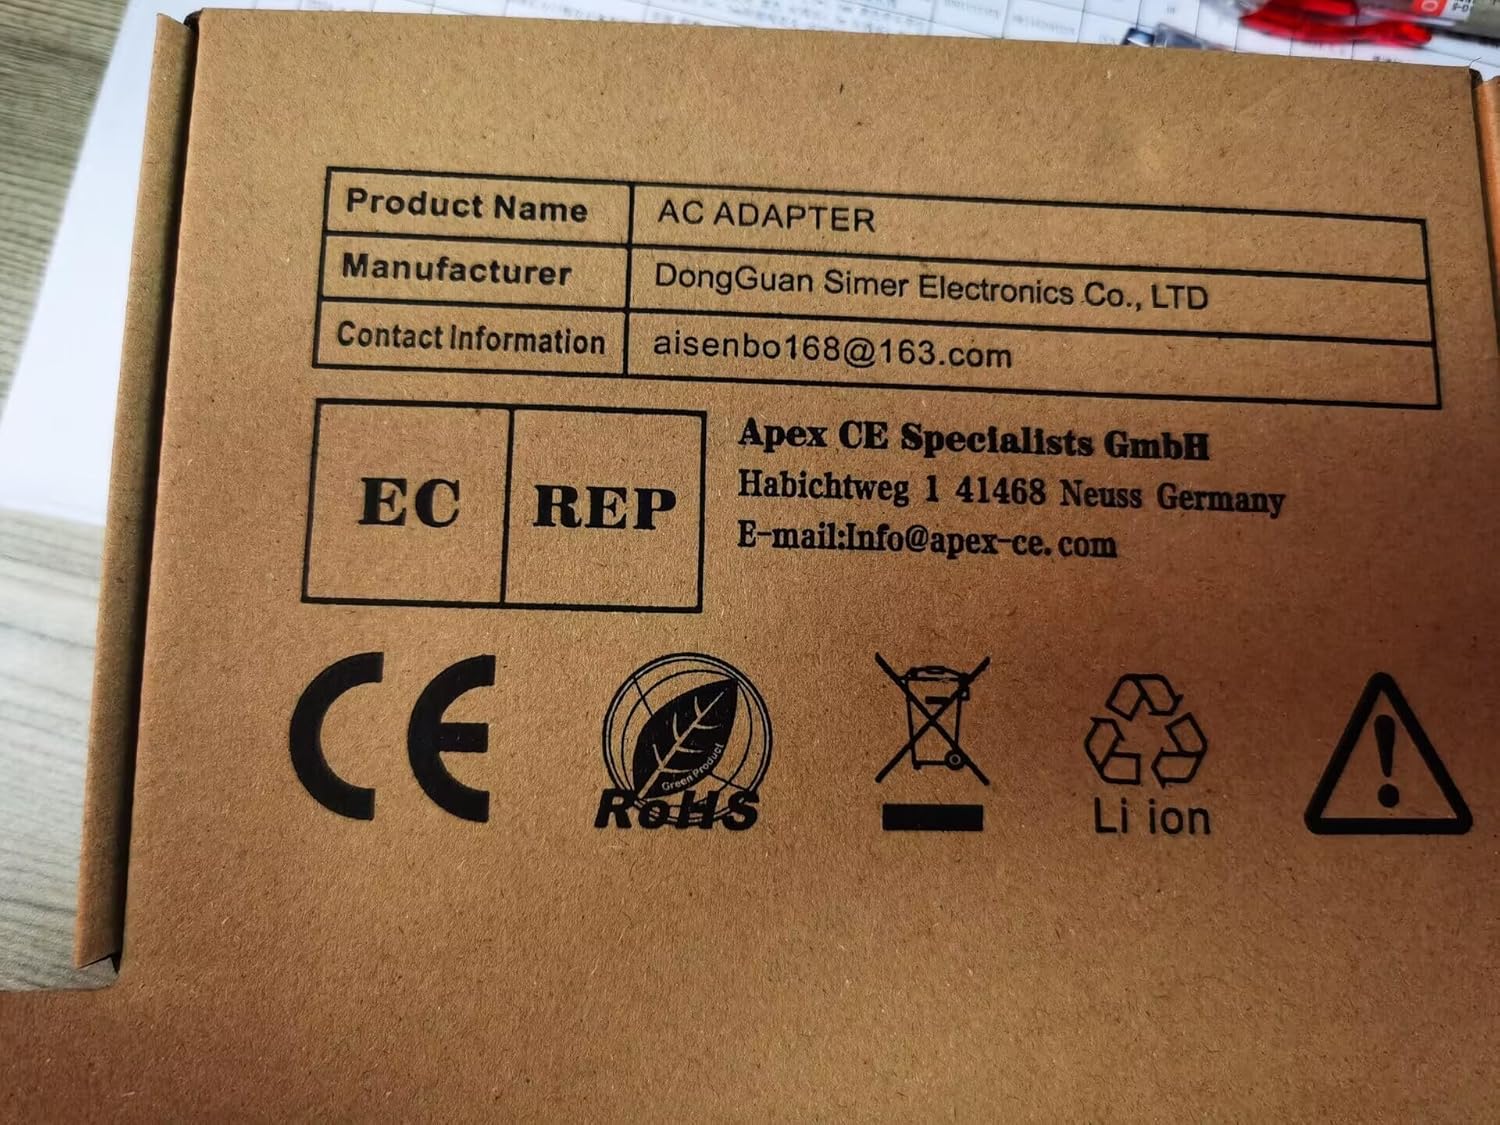 Product Name AC ADAPTER
Manufacturer DongGuan Simer Electronics Co., LTD
Contact Information aisenbo168@163.com
EC REP
Apex CE Specialists GmbH
Habichtweg 1 41468 Neuss Germany
E-mail:Info@apex-ce.com
CE
Green Product
RoHS
Li ion